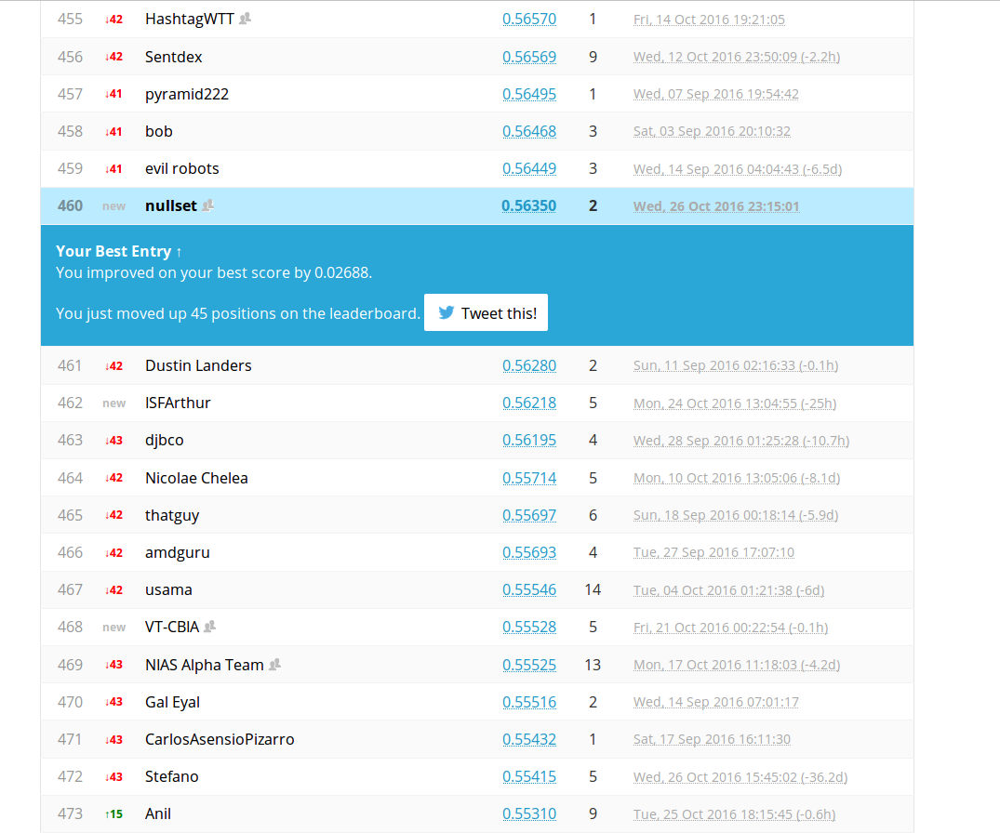 455 ↓42 HashtagWTT 0.56570 1 Fri, 14 Oct 2016 19:21:05
456 ↓42 Sentdex 0.56569 9 Wed, 12 Oct 2016 23:50:09 (-2.2h)
457 ↓41 pyramid222 0.56495 1 Wed, 07 Sep 2016 19:54:42
458 ↓41 bob 0.56468 3 Sat, 03 Sep 2016 20:10:32
459 ↓41 evil robots 0.56449 3 Wed, 14 Sep 2016 04:04:43 (-6.5d)
460 new nullset 0.56350 2 Wed, 26 Oct 2016 23:15:01
Your Best Entry ↑
You improved on your best score by 0.02688.
You just moved up 45 positions on the leaderboard. Tweet this!
461 ↓42 Dustin Landers 0.56280 2 Sun, 11 Sep 2016 02:16:33 (-0.1h)
462 new ISFArthur 0.56218 5 Mon, 24 Oct 2016 13:04:55 (-25h)
463 ↓43 djbco 0.56195 4 Wed, 28 Sep 2016 01:25:28 (-10.7h)
464 ↓42 Nicolae Chelea 0.55714 5 Mon, 10 Oct 2016 13:05:06 (-8.1d)
465 ↓42 thatguy 0.55697 6 Sun, 18 Sep 2016 00:18:14 (-5.9d)
466 ↓42 amdguru 0.55693 4 Tue, 27 Sep 2016 17:07:10
467 ↓42 usama 0.55546 14 Tue, 04 Oct 2016 01:21:38 (-6d)
468 new VT-CBIA 0.55528 5 Fri, 21 Oct 2016 00:22:54 (-0.1h)
469 ↓43 NIAS Alpha Team 0.55525 13 Mon, 17 Oct 2016 11:18:03 (-4.2d)
470 ↓43 Gal Eyal 0.55516 2 Wed, 14 Sep 2016 07:01:17
471 ↓43 CarlosAsensioPizarro 0.55432 1 Sat, 17 Sep 2016 16:11:30
472 ↓43 Stefano 0.55415 5 Wed, 26 Oct 2016 15:45:02 (-36.2d)
473 ↑15 Anil 0.55310 9 Tue, 25 Oct 2016 18:15:45 (-0.6h)